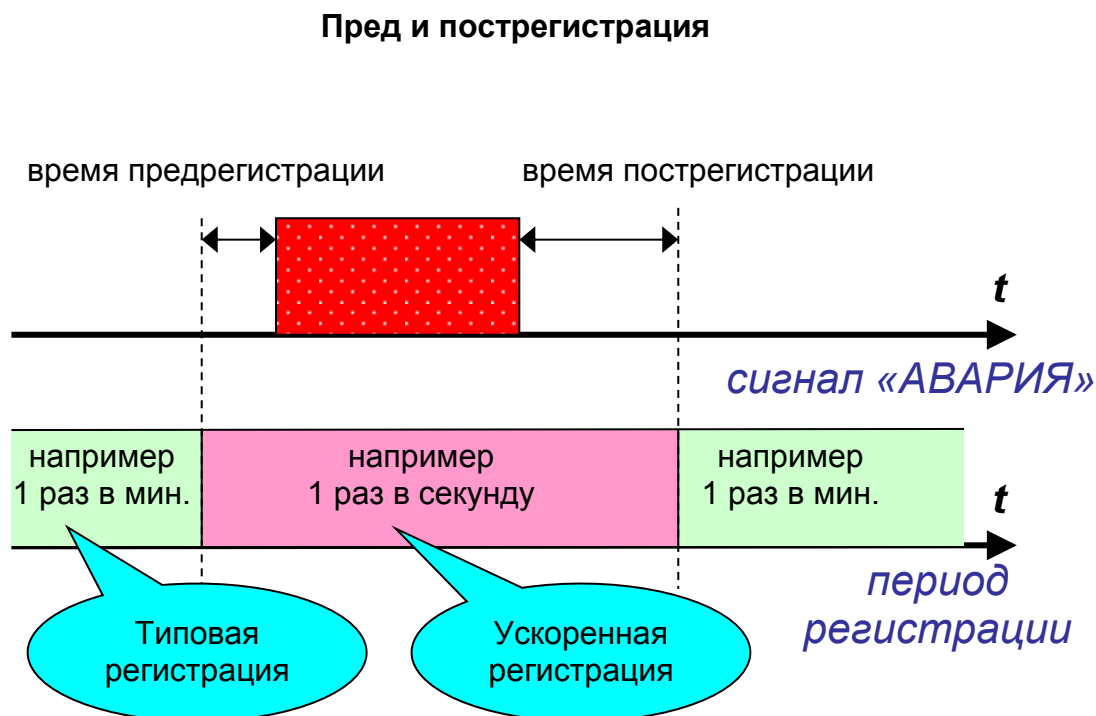 Пред и пострегистрация
время предрегистрации
время пострегистрации
t
сигнал «АВАРИЯ»
например
1 раз в мин.
например
1 раз в секунду
например
1 раз в мин.
t
период
регистрации
Типовая
регистрация
Ускоренная
регистрация